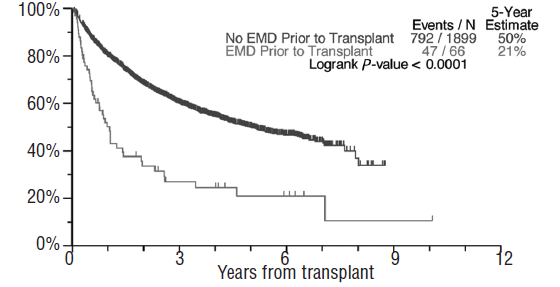 5-Year
Events / N Estimate
No EMD Prior to Transplant 792 / 1899 50%
EMD Prior to Transplant 47 / 66 21%
Logrank P-value < 0.0001
100%
80%
60%
40%
20%
0%
0 3 6 9 12
Years from transplant